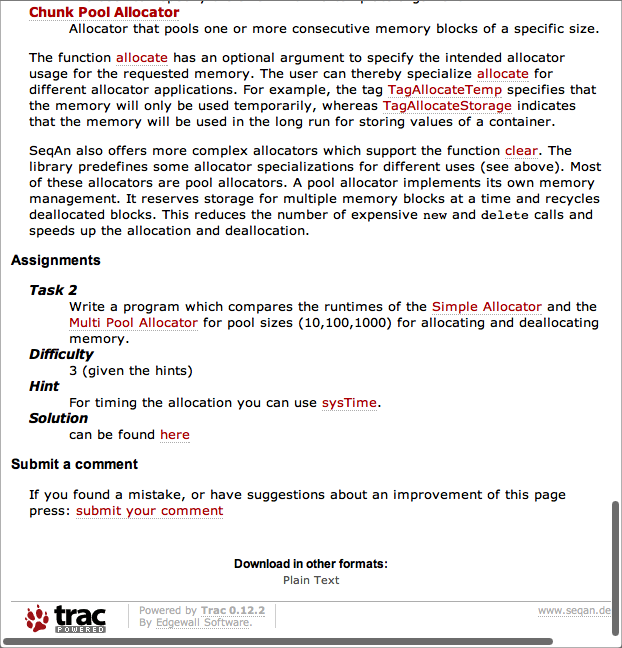 Chunk Pool Allocator
Allocator that pools one or more consecutive memory blocks of a specific size.
The function allocate has an optional argument to specify the intended allocator
usage for the requested memory. The user can thereby specialize allocate for
different allocator applications. For example, the tag TagAllocateTemp specifies that
the memory will only be used temporarily, whereas TagAllocateStorage indicates
that the memory will be used in the long run for storing values of a container.
SeqAn also offers more complex allocators which support the function clear. The
library predefines some allocator specializations for different uses (see above). Most
of these allocators are pool allocators. A pool allocator implements its own memory
management. It reserves storage for multiple memory blocks at a time and recycles
deallocated blocks. This reduces the number of expensive new and delete calls and
speeds up the allocation and deallocation.
Assignments
Task 2
Write a program which compares the runtimes of the Simple Allocator and the
Multi Pool Allocator for pool sizes (10,100,1000) for allocating and deallocating
memory.
Difficulty
3 (given the hints)
Hint
For timing the allocation you can use sysTime.
Solution
can be found here
Submit a comment
If you found a mistake, or have suggestions about an improvement of this page
press: submit your comment
Download in other formats:
Plain Text
trac
POWERED
Powered by Trac 0.12.2
By Edgewall Software.
www.seqan.de